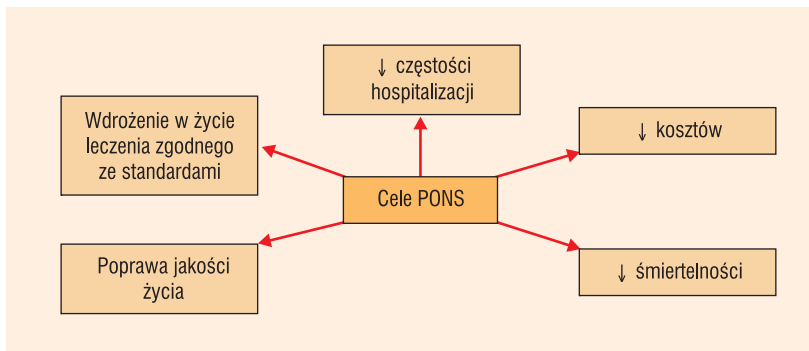 ↓ częstości
hospitalizacji
Wdrożenie w życie
leczenia zgodnego
ze standardami
↓ kosztów
Cele PONS
Poprawa jakości
życia
↓ śmiertelności